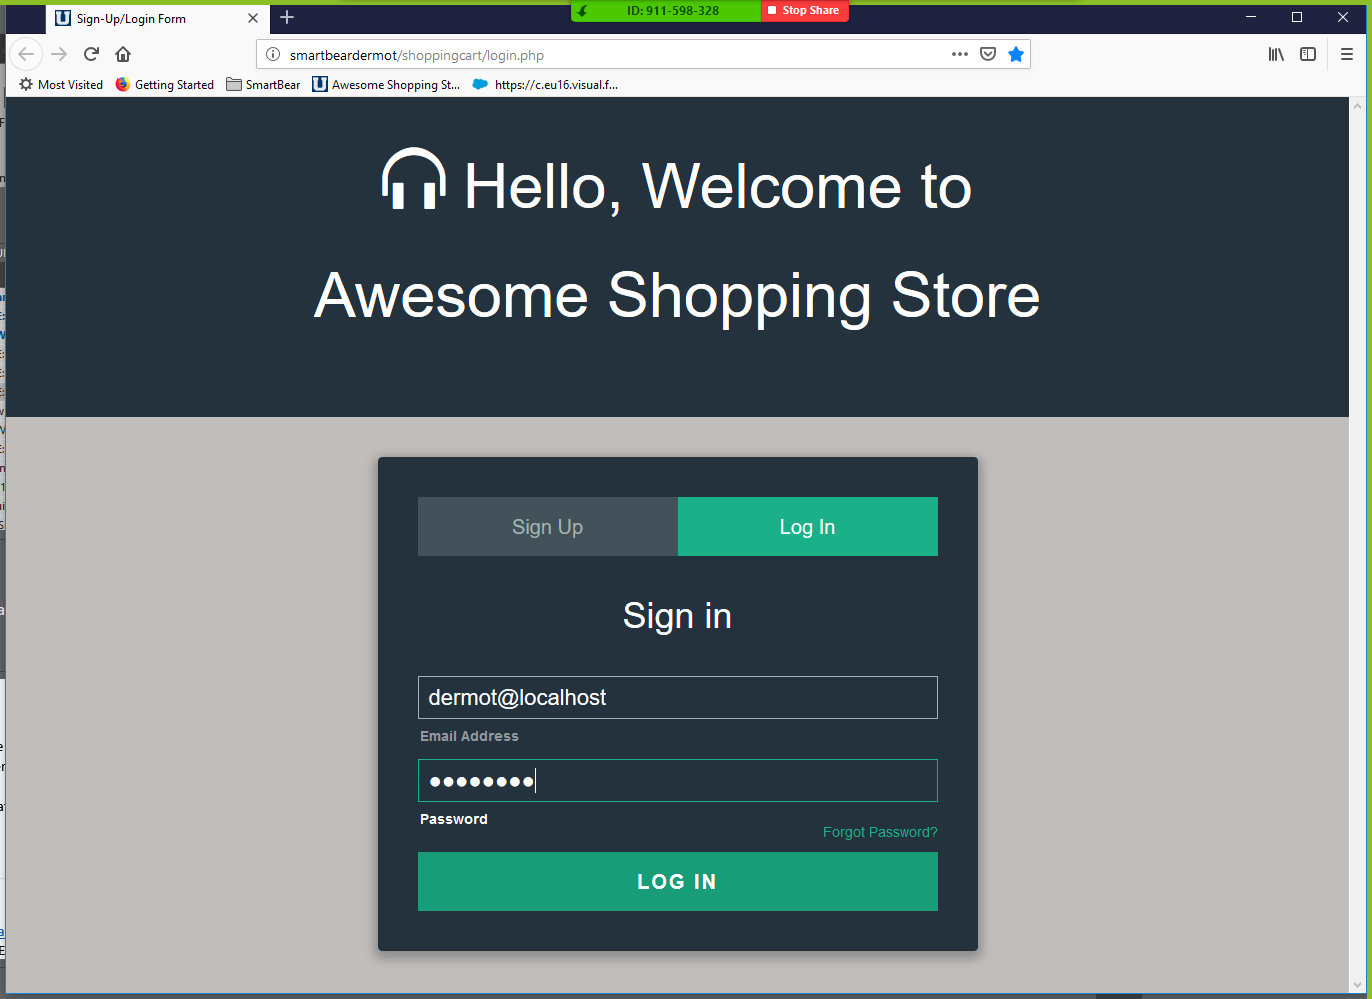 Sign-Up/Login Form
ID: 911-598-328
Stop Share
smartbeardermot/shoppingcart/login.php
Most Visited
Getting Started
SmartBear
Awesome Shopping St...
https://c.eu16.visual.f...
Hello, Welcome to
Awesome Shopping Store
Sign Up
Log In
Sign in
dermot@localhost
Email Address
Password
Forgot Password?
LOG IN